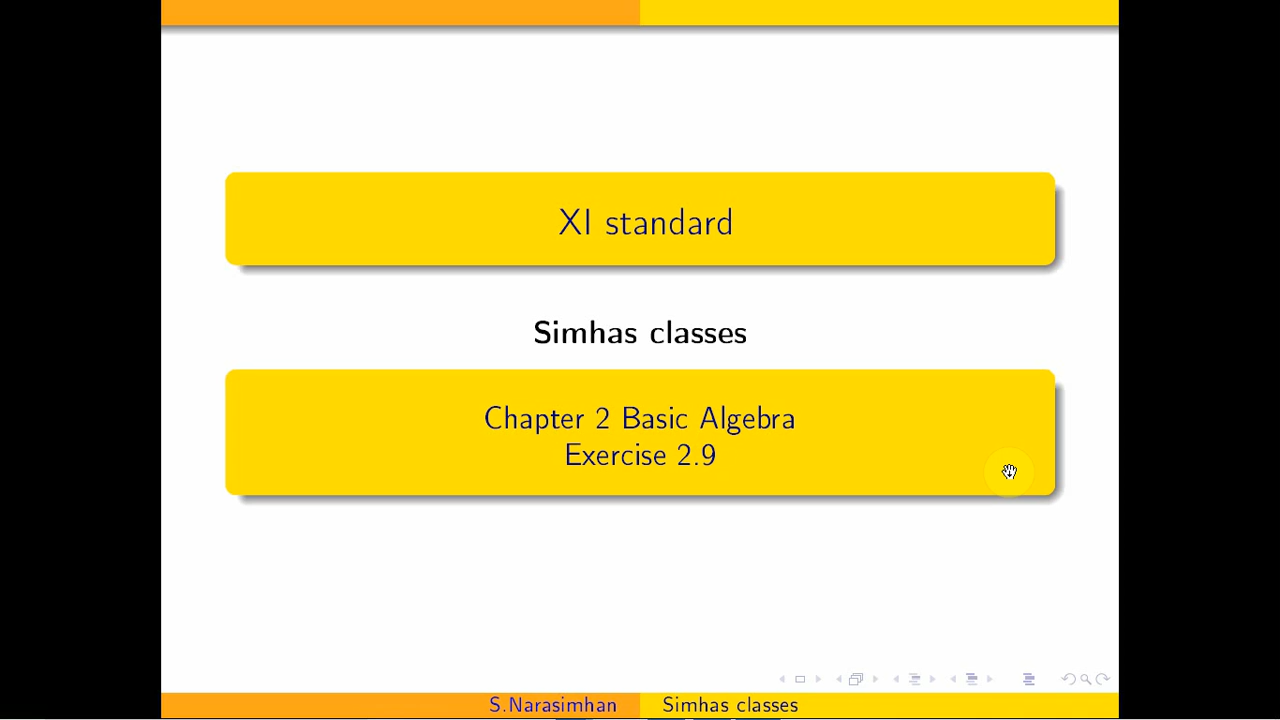 XI standard
Simhas classes
Chapter 2 Basic Algebra
Exercise 2.9
S.Narasimhan
Simhas classes